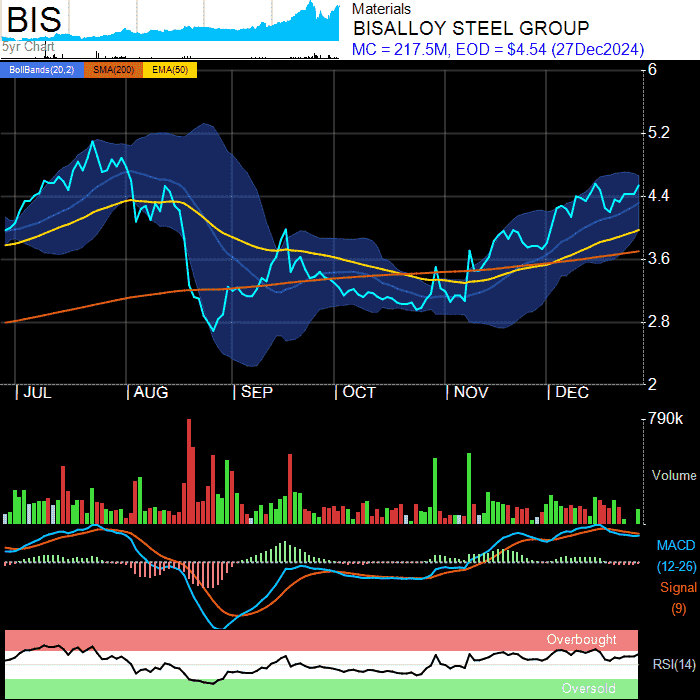 BIS
5yr Chart
Materials
BISALLOY STEEL GROUP
MC = 217.5M, EOD = $4.54 (27Dec2024)
BollBands(20,2) SMA(200) EMA(50)
6
5.2
4.4
3.6
2.8
2
JUL AUG SEP OCT NOV DEC
790k
Volume
MACD
(12-26)
Signal
(9)
Overbought
RSI(14)
Oversold